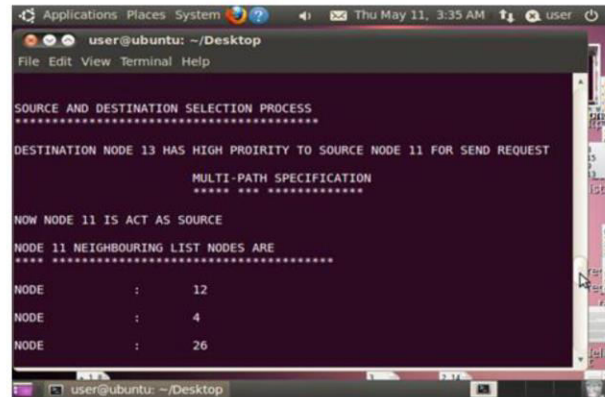 Applications Places System Thu May 11, 3:35 AM user
user@ubuntu: ~/Desktop
File Edit View Terminal Help
SOURCE AND DESTINATION SELECTION PROCESS
*****************************************
DESTINATION NODE 13 HAS HIGH PROIRITY TO SOURCE NODE 11 FOR SEND REQUEST
MULTI-PATH SPECIFICATION
***** *** *************
NOW NODE 11 IS ACT AS SOURCE
NODE 11 NEIGHBOURING LIST NODES ARE
**** **************************************
NODE : 12
NODE : 4
NODE : 26
user@ubuntu: ~/Desktop